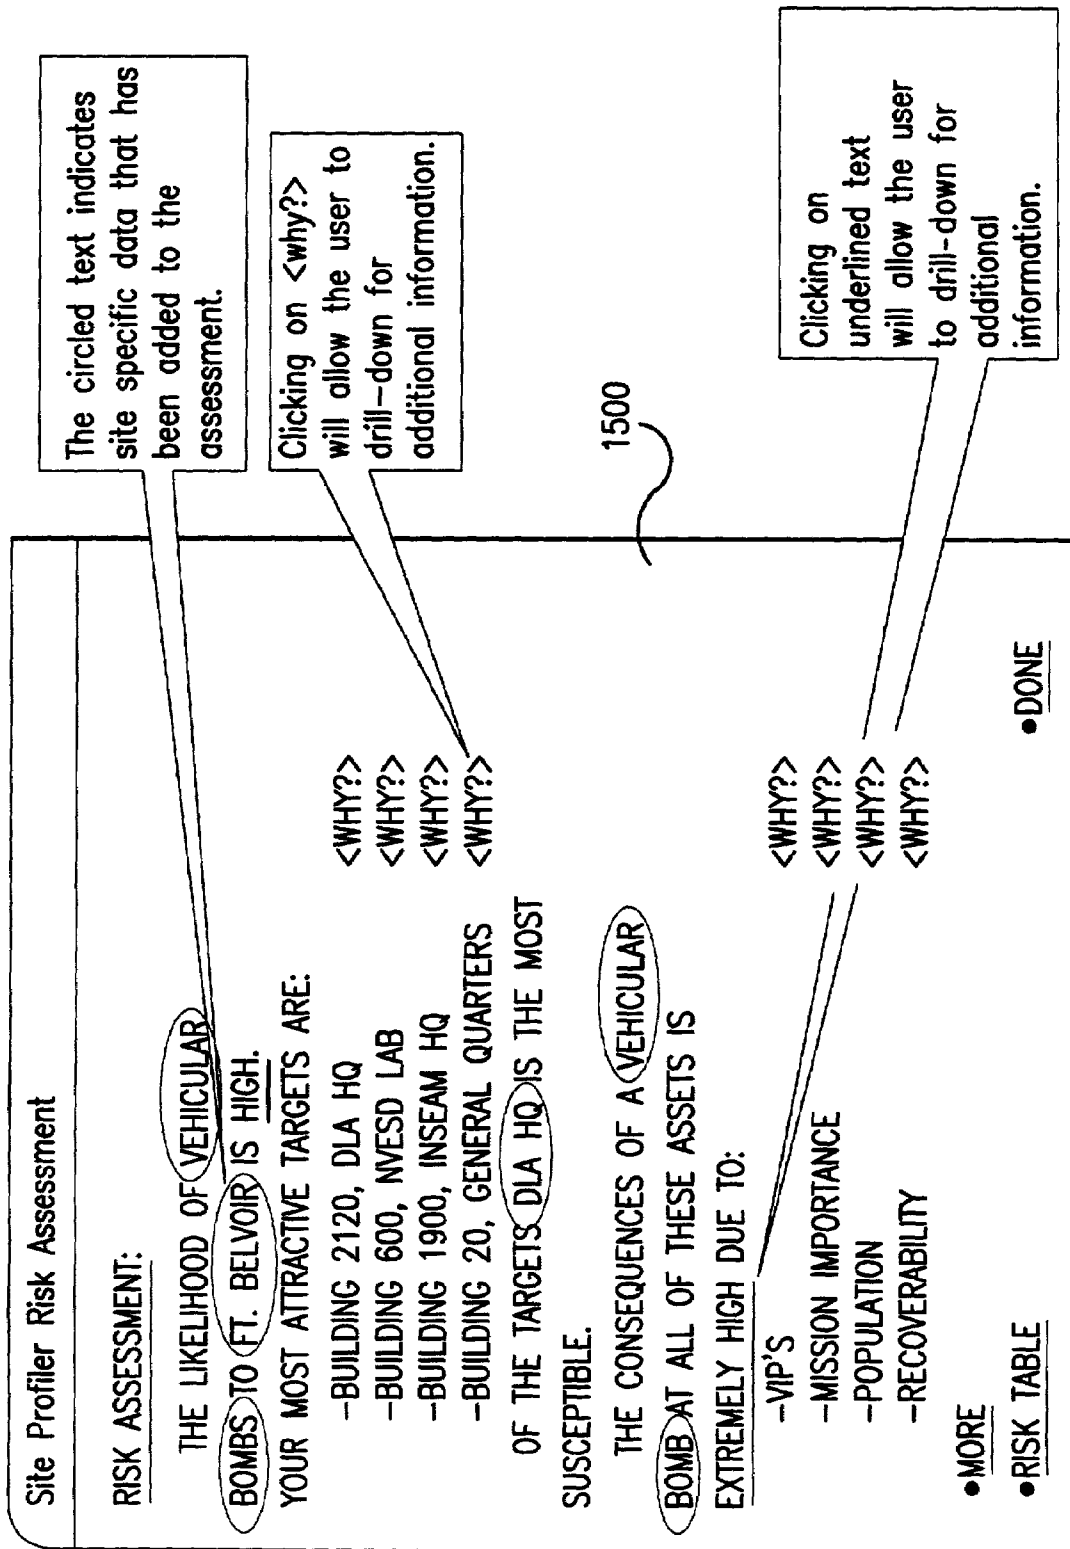 Site Profiler Risk Assessment
RISK ASSESSMENT:
THE LIKELIHOOD OF VEHICULAR
BOMBS TO FT. BELVOIR IS HIGH.
YOUR MOST ATTRACTIVE TARGETS ARE:
-BUILDING 2120, DLA HQ <WHY?>
-BUILDING 600, NVESD LAB <WHY?>
-BUILDING 1900, INSEAM HQ <WHY?>
-BUILDING 20, GENERAL QUARTERS <WHY?>
OF THE TARGETS DLA HQ IS THE MOST
SUSCEPTIBLE.
THE CONSEQUENCES OF A VEHICULAR
BOMB AT ALL OF THESE ASSETS IS
EXTREMELY HIGH DUE TO:
-VIP'S <WHY?>
-MISSION IMPORTANCE <WHY?>
-POPULATION <WHY?>
-RECOVERABILITY <WHY?>
•MORE
•RISK TABLE
•DONE
The circled text indicates
site specific data that has
been added to the
assessment.
Clicking on <why?>
will allow the user to
drill-down for
additional information.
1500
Clicking on
underlined text
will allow the user
to drill-down for
additional
information.